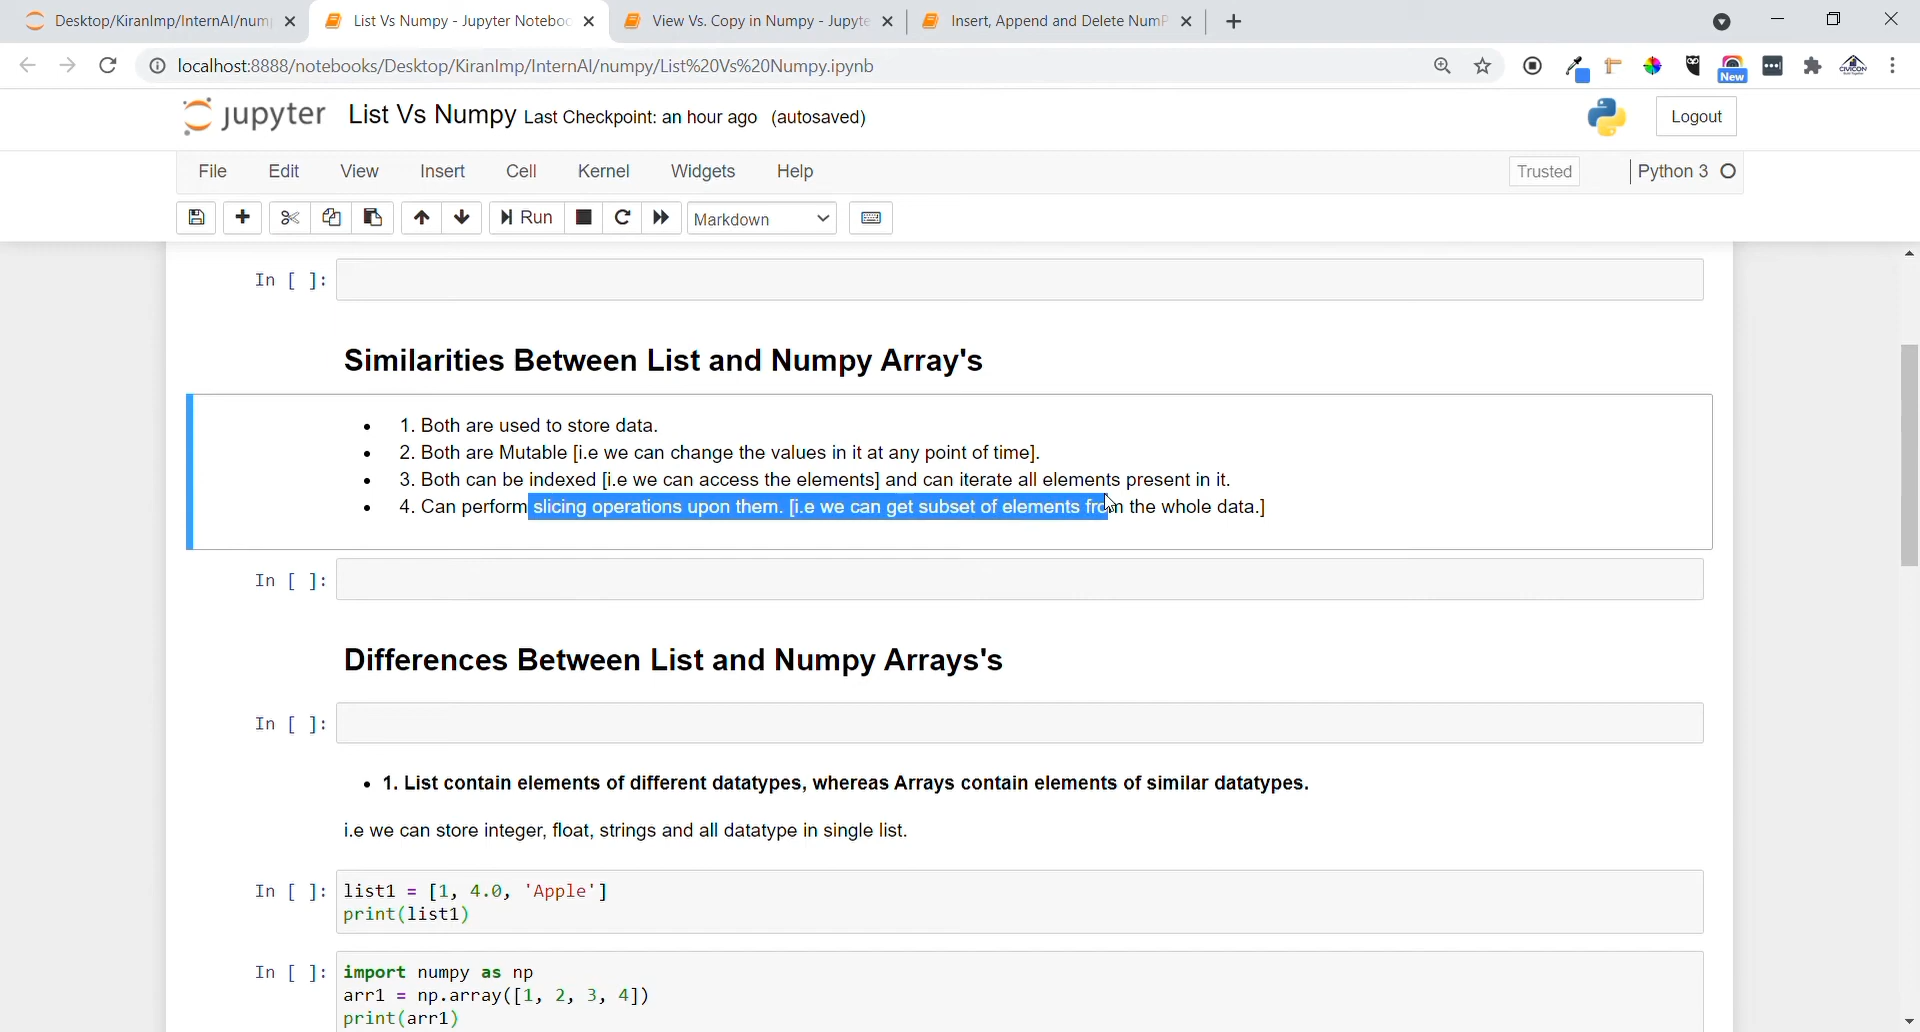 Desktop/KiranImp/InternAI/num
List Vs Numpy - Jupyter Noteboo
View Vs. Copy in Numpy - Jupyte
Insert, Append and Delete NumP
localhost:8888/notebooks/Desktop/KiranImp/InternAI/numpy/List%20Vs%20Numpy.ipynb
New
CIVICON
jupyter List Vs Numpy Last Checkpoint: an hour ago (autosaved)
Logout
File Edit View Insert Cell Kernel Widgets Help
Trusted
Python 3
Run
Markdown
In [ ]:
Similarities Between List and Numpy Array's
• 1. Both are used to store data.
• 2. Both are Mutable [i.e we can change the values in it at any point of time].
• 3. Both can be indexed [i.e we can access the elements] and can iterate all elements present in it.
• 4. Can perform slicing operations upon them. [i.e we can get subset of elements from the whole data.]
In [ ]:
Differences Between List and Numpy Arrays's
In [ ]:
• 1. List contain elements of different datatypes, whereas Arrays contain elements of similar datatypes.
i.e we can store integer, float, strings and all datatype in single list.
In [ ]: list1 = [1, 4.0, 'Apple']
print(list1)
In [ ]: import numpy as np
arr1 = np.array([1, 2, 3, 4])
print(arr1)